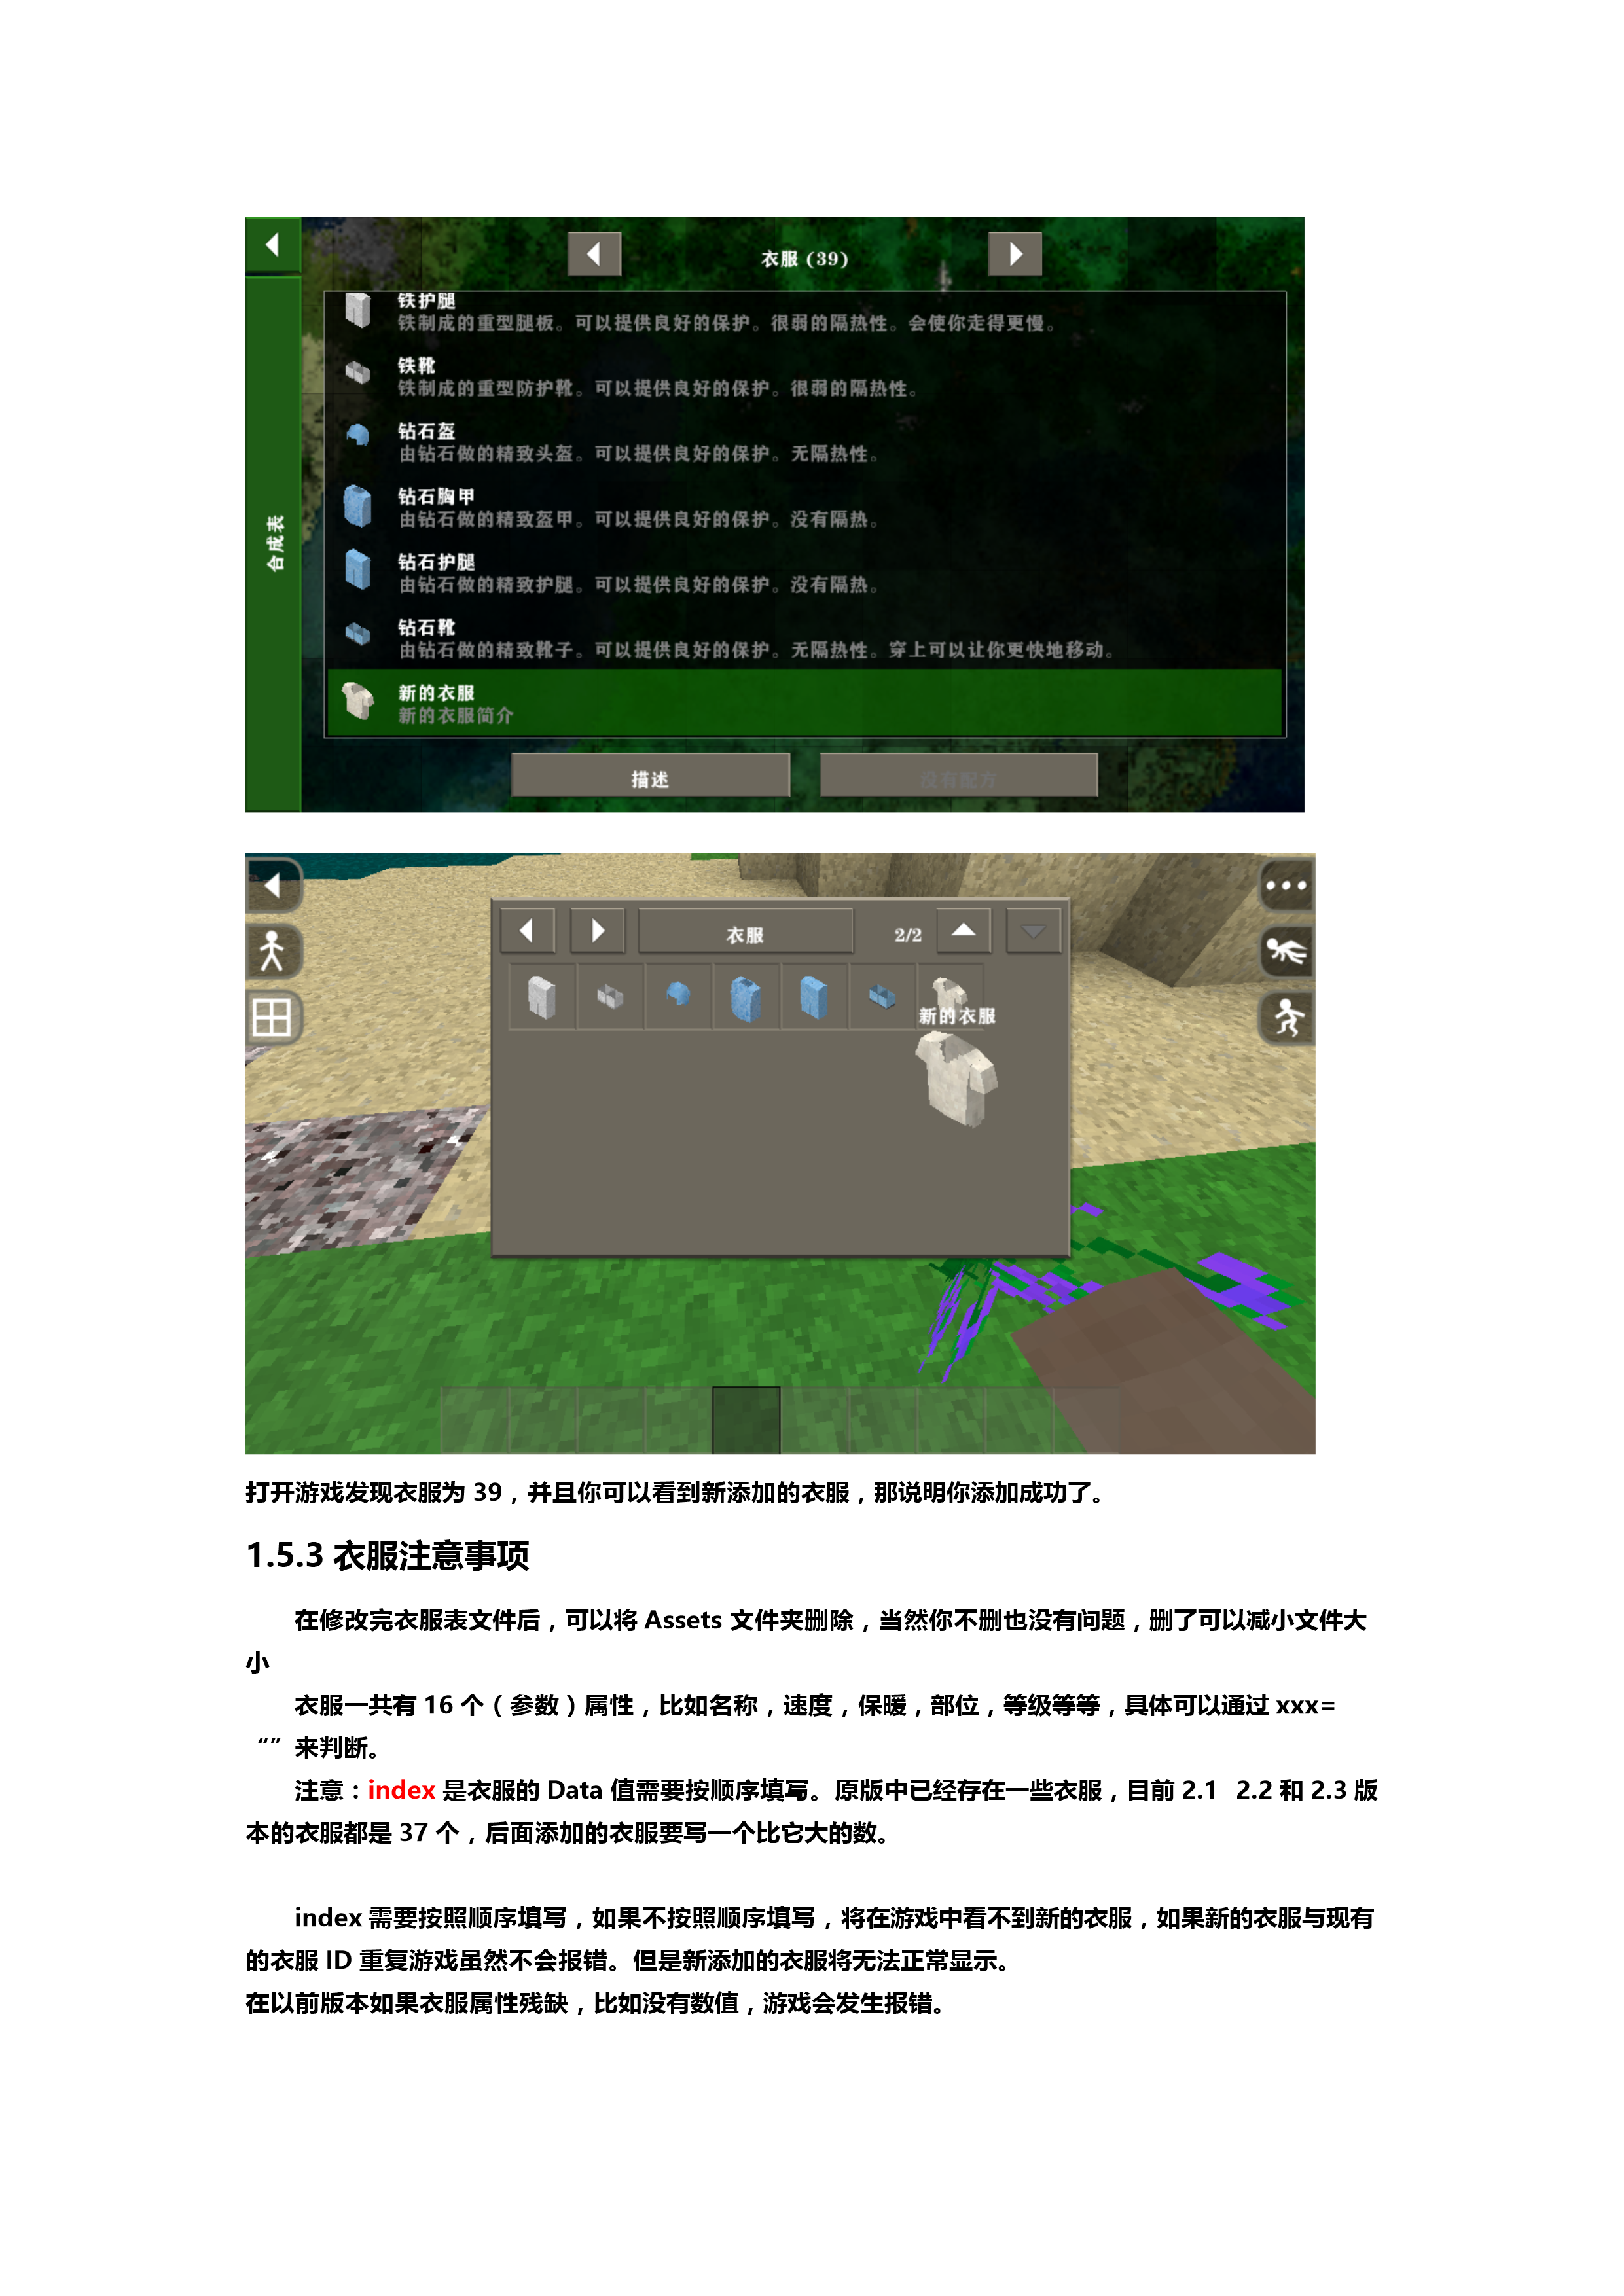 衣服 (39)
铁护腿
铁制成的重型腿板。可以提供良好的保护。很弱的隔热性。会使你走得更慢。
铁靴
铁制成的重型防护靴。可以提供良好的保护。很弱的隔热性。
钻石盔
由钻石做的精致头盔。可以提供良好的保护。无隔热性。
钻石胸甲
由钻石做的精致盔甲。可以提供良好的保护。没有隔热。
钻石护腿
由钻石做的精致护腿。可以提供良好的保护。没有隔热。
钻石靴
由钻石做的精致靴子。可以提供良好的保护。无隔热性。穿上可以让你更快地移动。
新的衣服
新的衣服简介
合成表
描述
没有配方
衣服
2/2
新的衣服
打开游戏发现衣服为 39，并且你可以看到新添加的衣服，那说明你添加成功了。
1.5.3 衣服注意事项
在修改完衣服表文件后，可以将 Assets 文件夹删除，当然你不删也没有问题，删了可以减小文件大
小
衣服一共有 16 个（参数）属性，比如名称，速度，保暖，部位，等级等等，具体可以通过 xxx=
“”来判断。
注意：index 是衣服的 Data 值需要按顺序填写。原版中已经存在一些衣服，目前 2.1 2.2 和 2.3 版
本的衣服都是 37 个，后面添加的衣服要写一个比它大的数。
index 需要按照顺序填写，如果不按照顺序填写，将在游戏中看不到新的衣服，如果新的衣服与现有
的衣服 ID 重复游戏虽然不会报错。但是新添加的衣服将无法正常显示。
在以前版本如果衣服属性残缺，比如没有数值，游戏会发生报错。